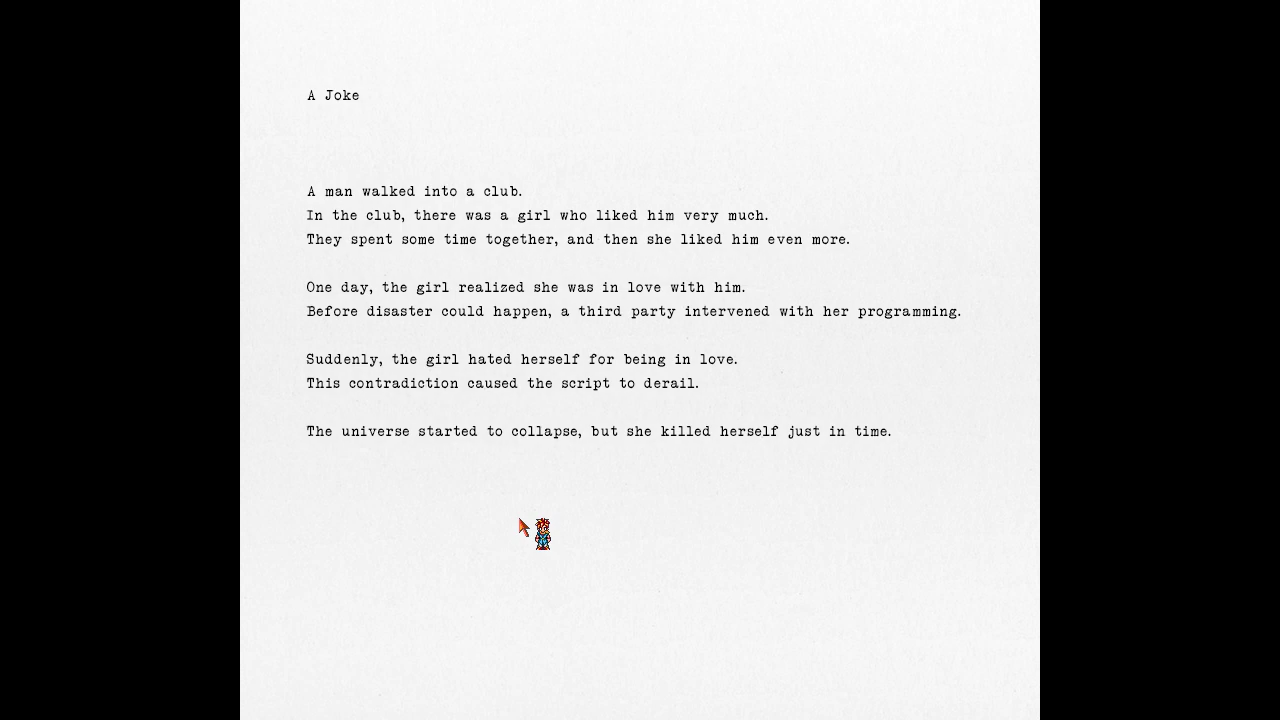 A Joke
A man walked into a club.
In the club, there was a girl who liked him very much.
They spent some time together, and then she liked him even more.
One day, the girl realized she was in love with him.
Before disaster could happen, a third party intervened with her programming.
Suddenly, the girl hated herself for being in love.
This contradiction caused the script to derail.
The universe started to collapse, but she killed herself just in time.